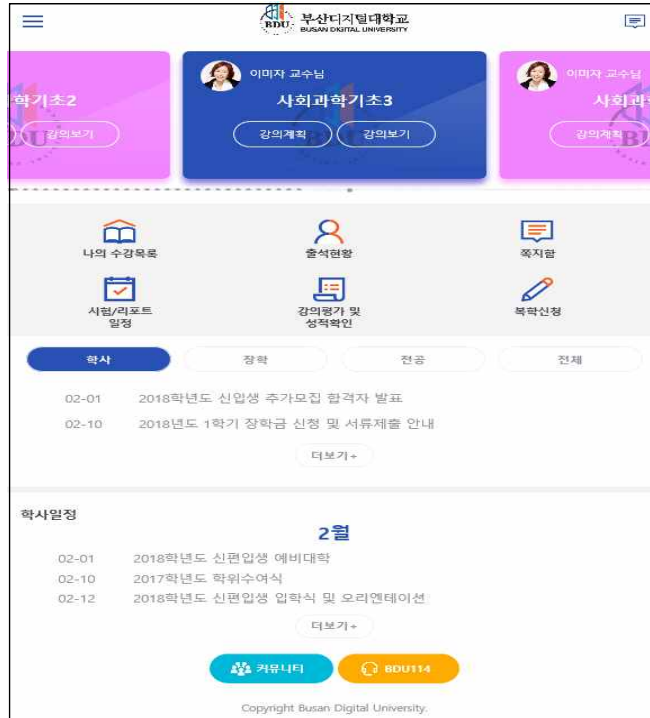 BDU
부산디지털대학교
BUSAN DIGITAL UNIVERSITY
학기초2
강의보기
이미자 교수님
사회과학기초3
강의계획
강의보기
이미자 교수님
사회과학
강의계획
나의 수강목록
출석현황
쪽지함
시험/리포트
일정
강의평가 및
성적확인
복학신청
학사
장학
전공
전체
02-01 2018학년도 신입생 추가모집 합격자 발표
02-10 2018년도 1학기 장학금 신청 및 서류제출 안내
더보기+
학사일정
2월
02-01 2018학년도 신편입생 예비대학
02-10 2017학년도 학위수여식
02-12 2018학년도 신편입생 입학식 및 오리엔테이션
더보기+
커뮤니티
BDU114
Copyright Busan Digital University.